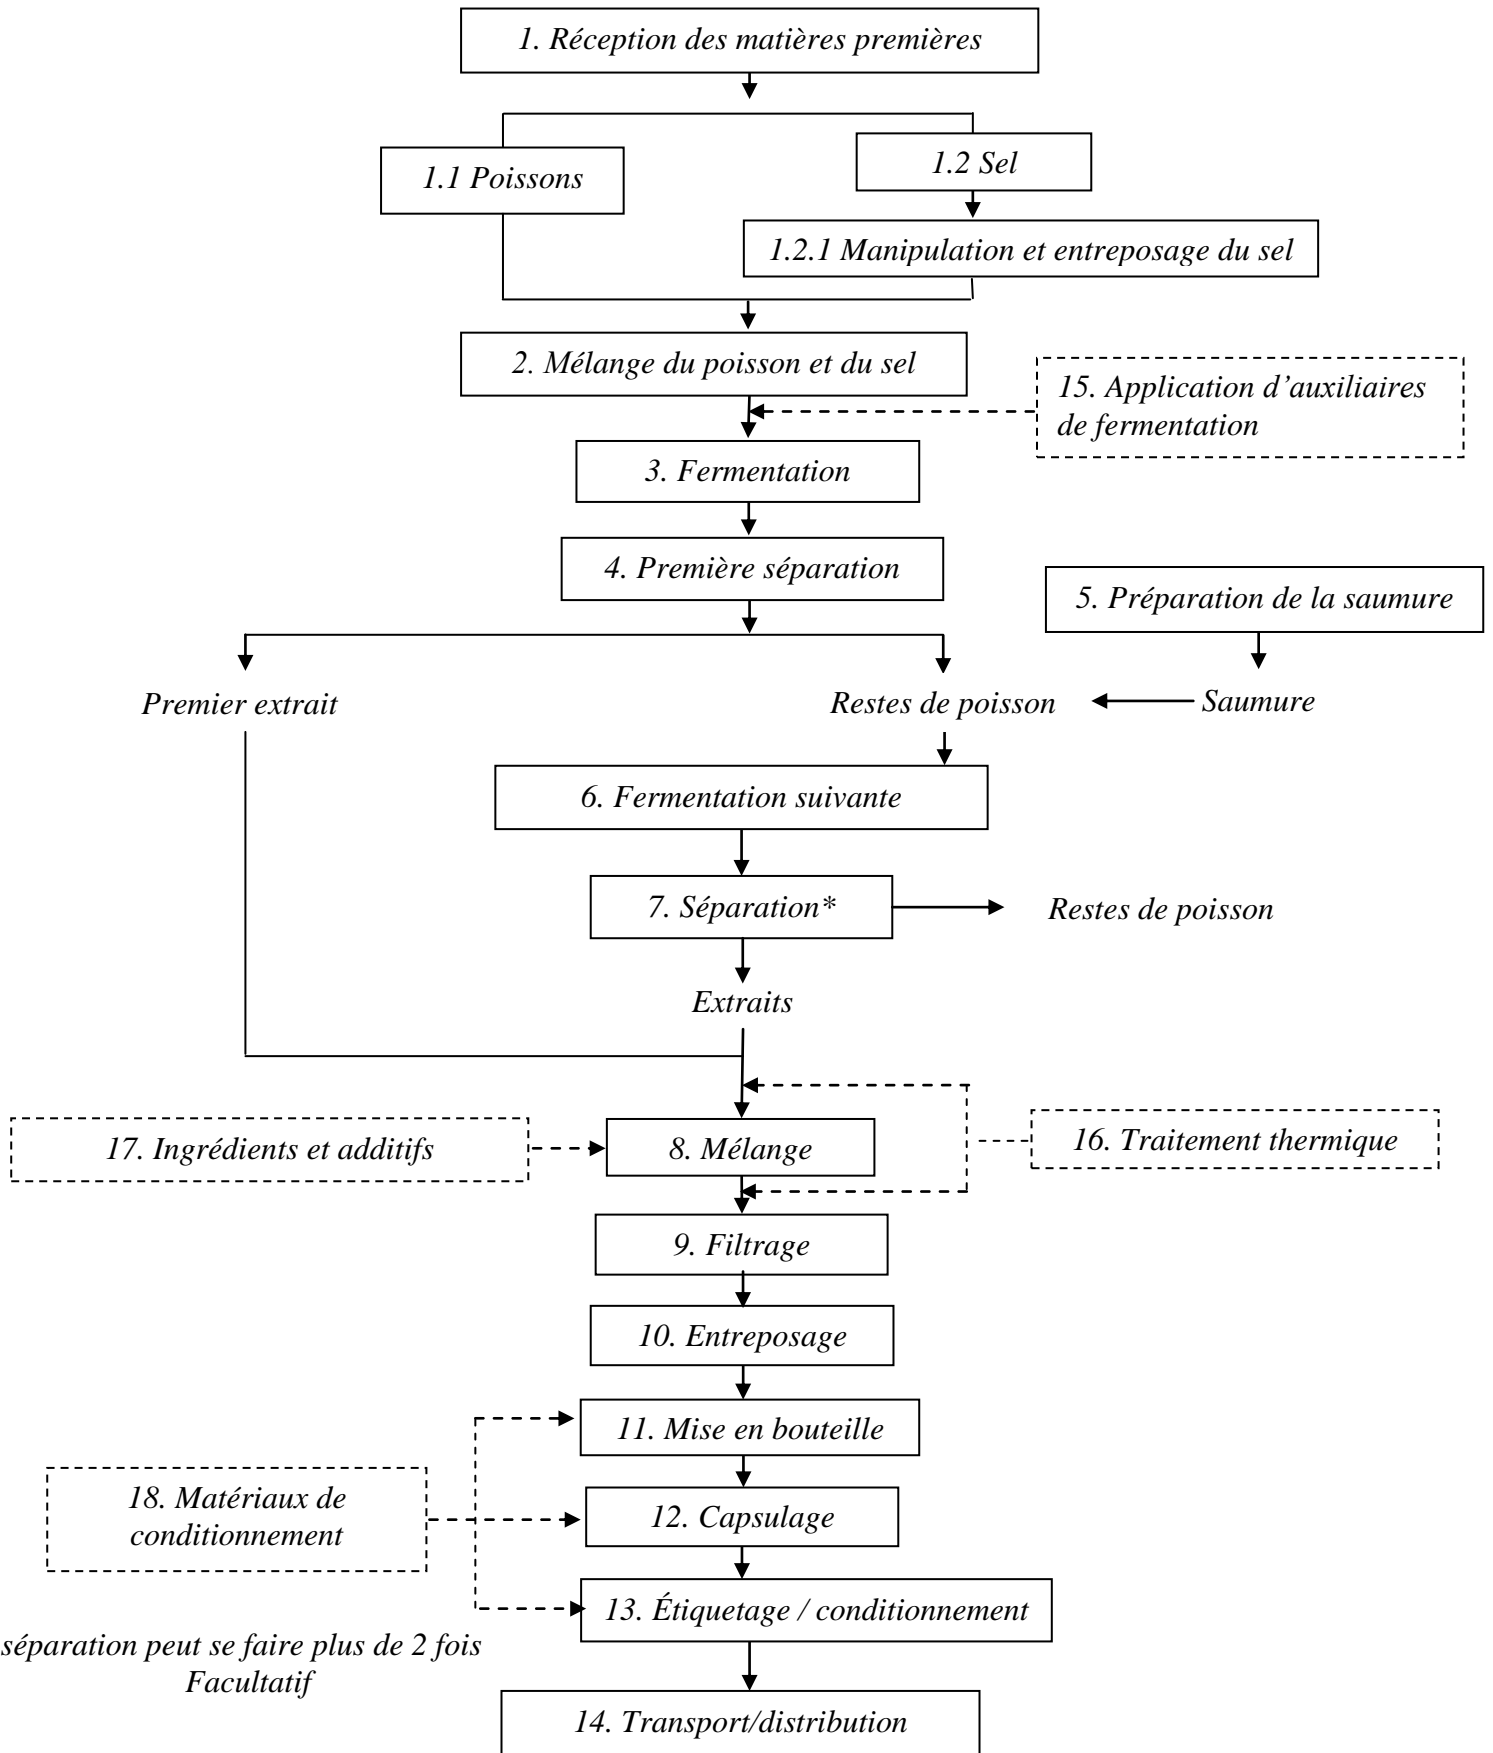 1. Réception des matières premières
1.1 Poissons
1.2 Sel
1.2.1 Manipulation et entreposage du sel
2. Mélange du poisson et du sel
15. Application d’auxiliaires
de fermentation
3. Fermentation
4. Première séparation
5. Préparation de la saumure
Premier extrait
Restes de poisson
Saumure
6. Fermentation suivante
7. Séparation*
Restes de poisson
Extraits
17. Ingrédients et additifs
8. Mélange
16. Traitement thermique
9. Filtrage
10. Entreposage
11. Mise en bouteille
18. Matériaux de
conditionnement
12. Capsulage
13. Étiquetage / conditionnement
séparation peut se faire plus de 2 fois
Facultatif
14. Transport/distribution